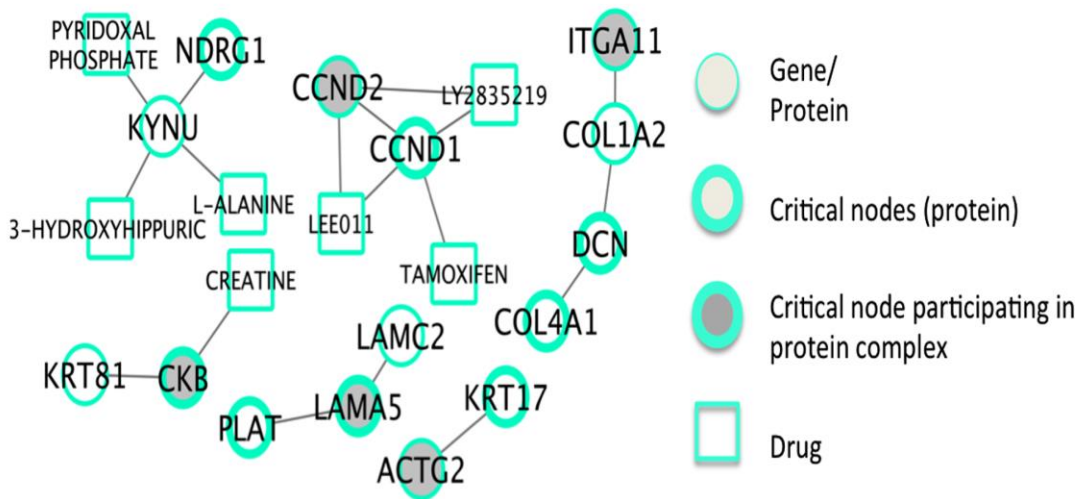 PYRIDOXAL
PHOSPHATE
NDRG1
KYNU
3-HYDROXYHIPPURIC
L-ALANINE
CCND2
LY2835219
CCND1
LEE011
TAMOXIFEN
ITGA11
COL1A2
DCN
COL4A1
CREATINE
KRT81
CKB
LAMC2
LAMA5
PLAT
KRT17
ACTG2
Gene/
Protein
Critical nodes (protein)
Critical node participating in
protein complex
Drug